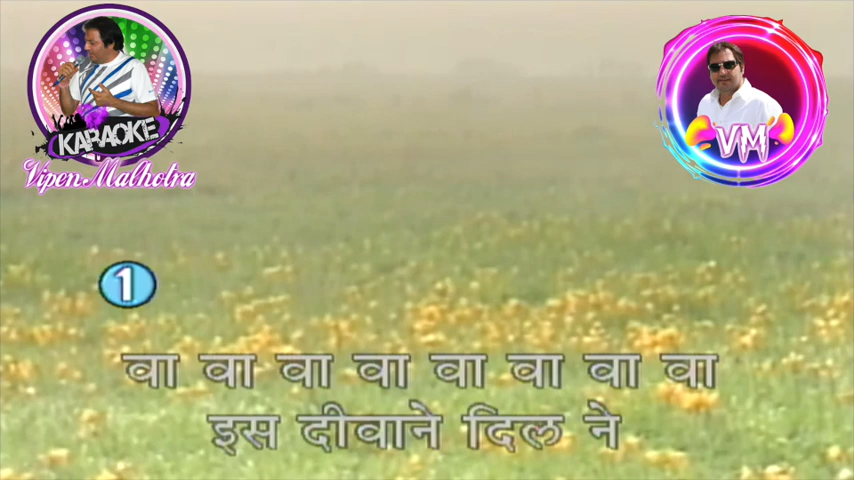 KARAOKE
Vipen Malhotra
VM
1
वा वा वा वा वा वा वा वा
इस दीवाने दिल ने